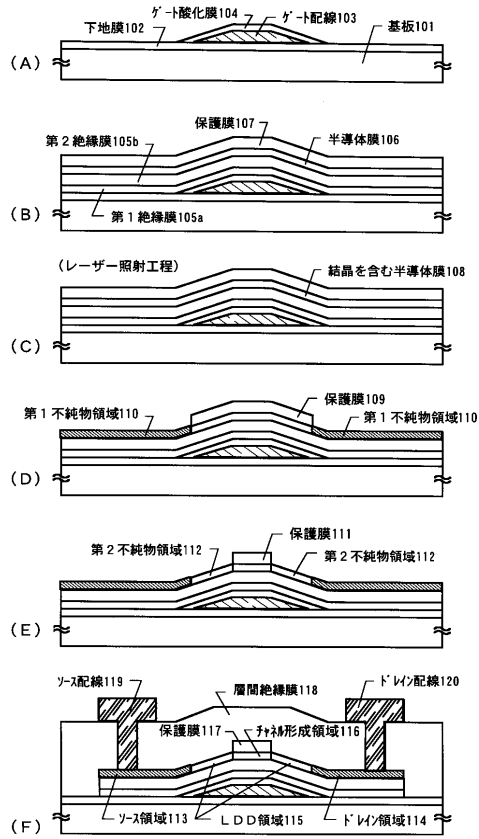 ゲート酸化膜104
ゲート配線103
下地膜102
基板101
(A)
保護膜107
第2絶縁膜105b
半導体膜106
第1絶縁膜105a
(B)
(レーザー照射工程)
結晶を含む半導体膜108
(C)
保護膜109
第1不純物領域110
第1不純物領域110
(D)
保護膜111
第2不純物領域112
第2不純物領域112
(E)
ソース配線119
層間絶縁膜118
ドレイン配線120
保護膜117
チャネル形成領域116
(F)
ソース領域113
LDD領域115
ドレイン領域114